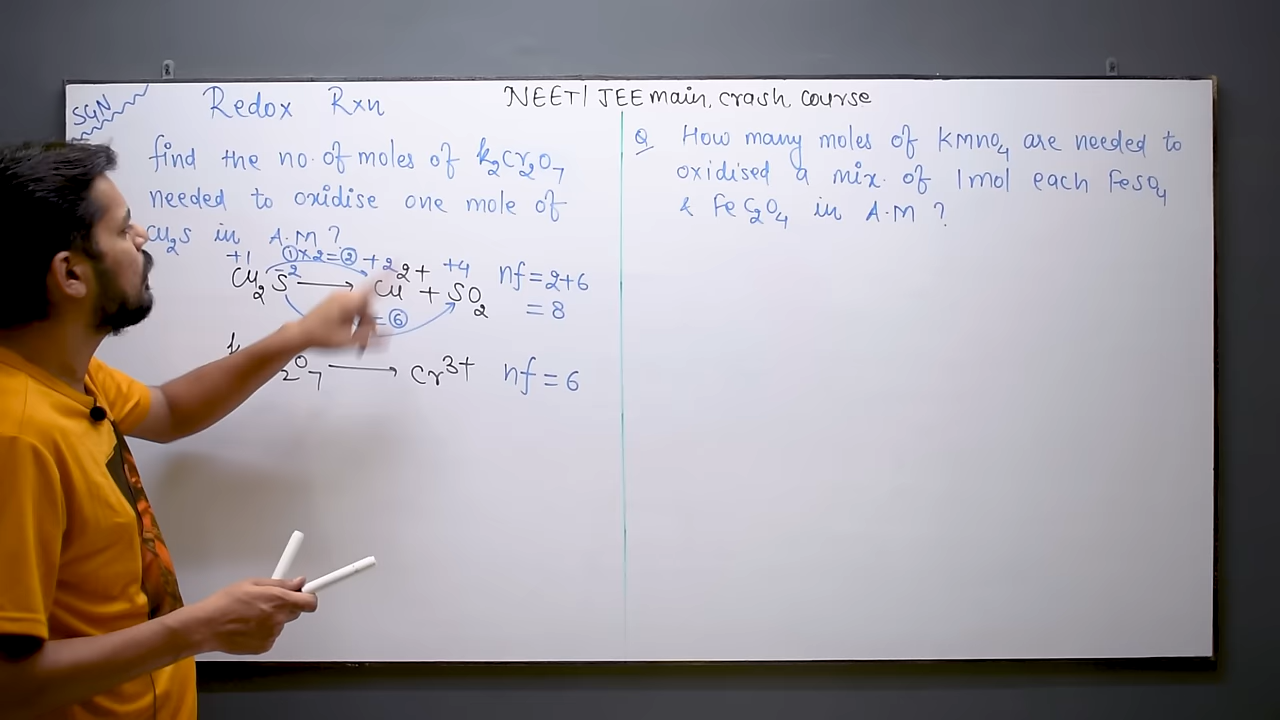 SGN
Redox Rxn
NEET/ JEE main, crash, course
find the no. of moles of k2Cr2O7
needed to oxidise one mole of
Cu2S in A.M?
+1 -2 ①x2=② +2 +4
Cu2 S → Cu2+ + SO2 nf = 2+6
= ⑥ = 8
2O7 → Cr3+ nf = 6
Q How many moles of KMnO4 are needed to
oxidised a mix. of 1mol each FeSO4
& FeC2O4 in A.M ?